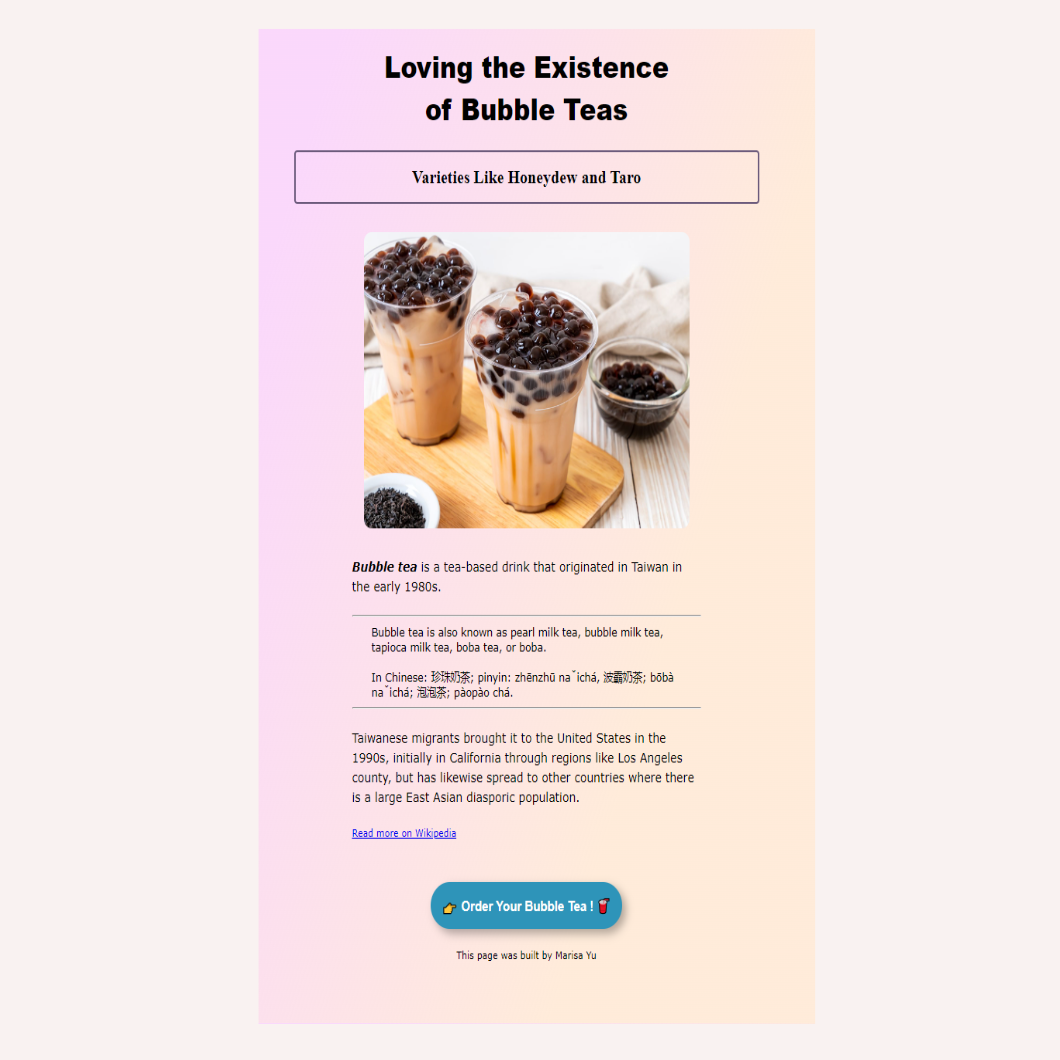 Loving the Existence
of Bubble Teas
Varieties Like Honeydew and Taro
Bubble tea is a tea-based drink that originated in Taiwan in
the early 1980s.
Bubble tea is also known as pearl milk tea, bubble milk tea,
tapioca milk tea, boba tea, or boba.
In Chinese: 珍珠奶茶; pinyin: zhēnzhū naˇichá, 波霸奶茶; bōbà
naˇichá; 泡泡茶; pàopào chá.
Taiwanese migrants brought it to the United States in the
1990s, initially in California through regions like Los Angeles
county, but has likewise spread to other countries where there
is a large East Asian diasporic population.
Read more on Wikipedia
👉 Order Your Bubble Tea ! 🥤
This page was built by Marisa Yu